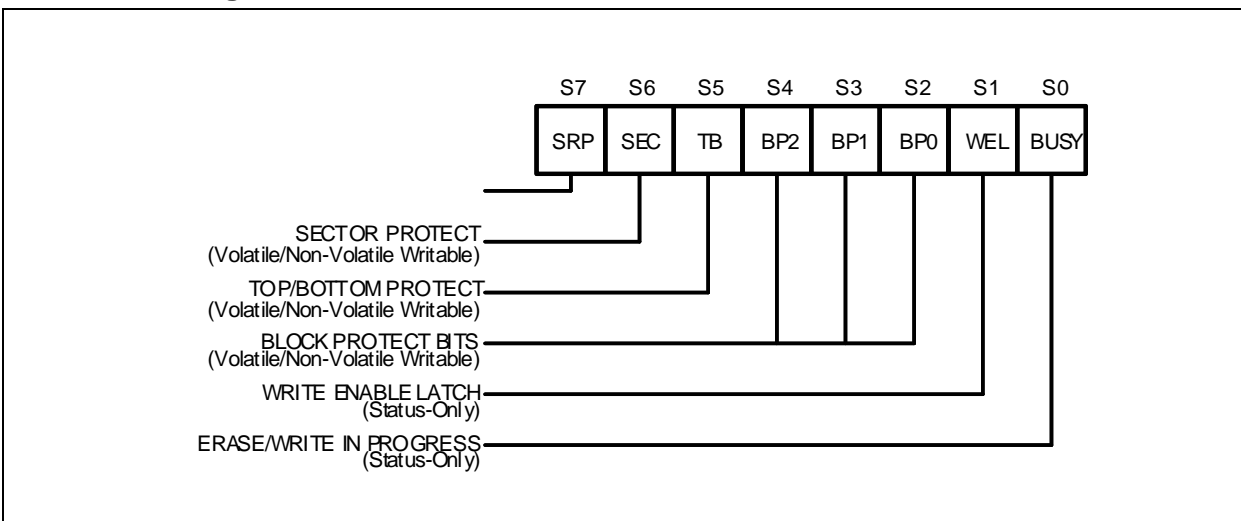 S7 S6 S5 S4 S3 S2 S1 S0
SRP SEC TB BP2 BP1 BP0 WEL BUSY
SECTOR PROTECT
(Volatile/Non-Volatile Writable)
TOP/BOTTOM PROTECT
(Volatile/Non-Volatile Writable)
BLOCK PROTECT BITS
(Volatile/Non-Volatile Writable)
WRITE ENABLE LATCH
(Status-Only)
ERASE/WRITE IN PROGRESS
(Status-Only)